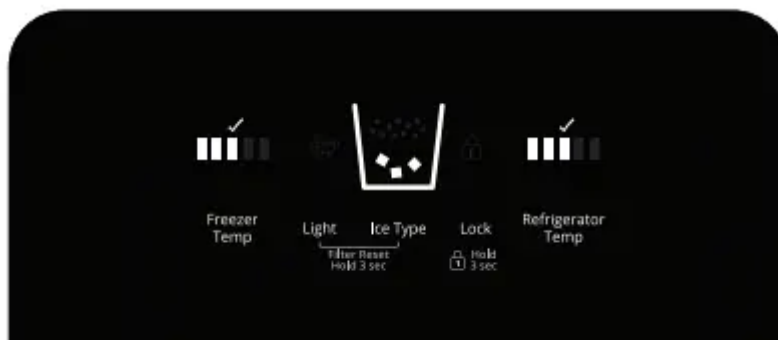 Freezer
Temp
Light
Ice Type
Lock
Refrigerator
Temp
Filter Reset
Hold 3 sec
Hold
3 sec